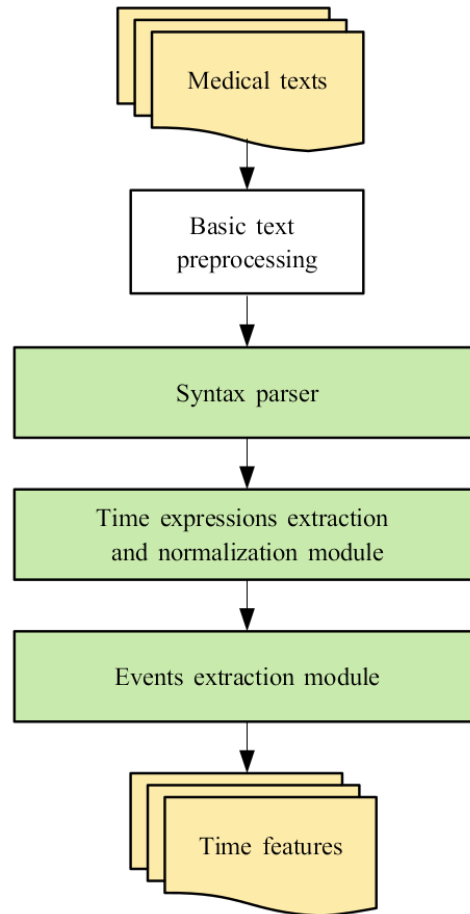 Medical texts
Basic text
preprocessing
Syntax parser
Time expressions extraction
and normalization module
Events extraction module
Time features